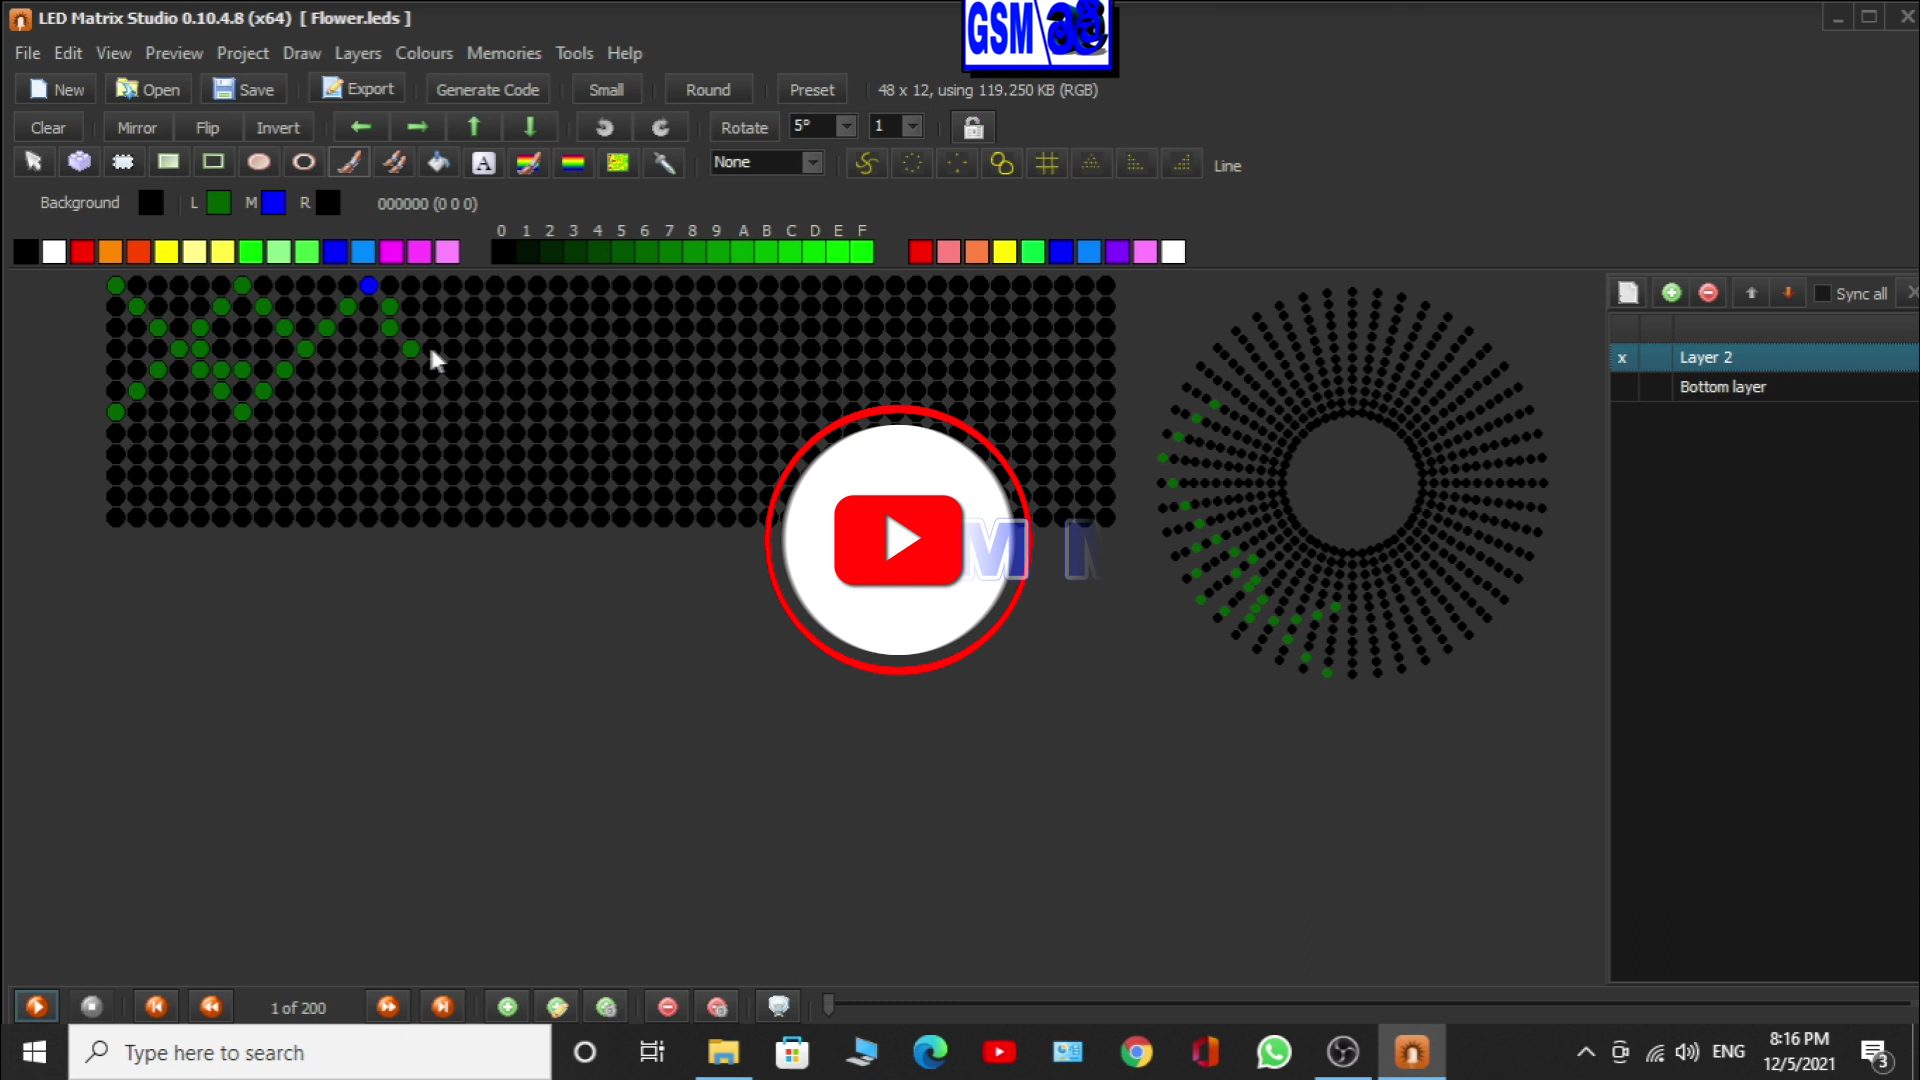 LED Matrix Studio 0.10.4.8 (x64) [ Flower.leds ]
GSM
File Edit View Preview Project Draw Layers Colours Memories Tools Help
New Open Save Export Generate Code Small Round Preset 48 x 12, using 119.250 KB (RGB)
Clear Mirror Flip Invert Rotate 5° 1
A None Line
Background L M R 000000 (0 0 0)
0 1 2 3 4 5 6 7 8 9 A B C D E F
Sync all
x Layer 2
Bottom layer
M
1 of 200
Type here to search
ENG
8:16 PM
12/5/2021
3